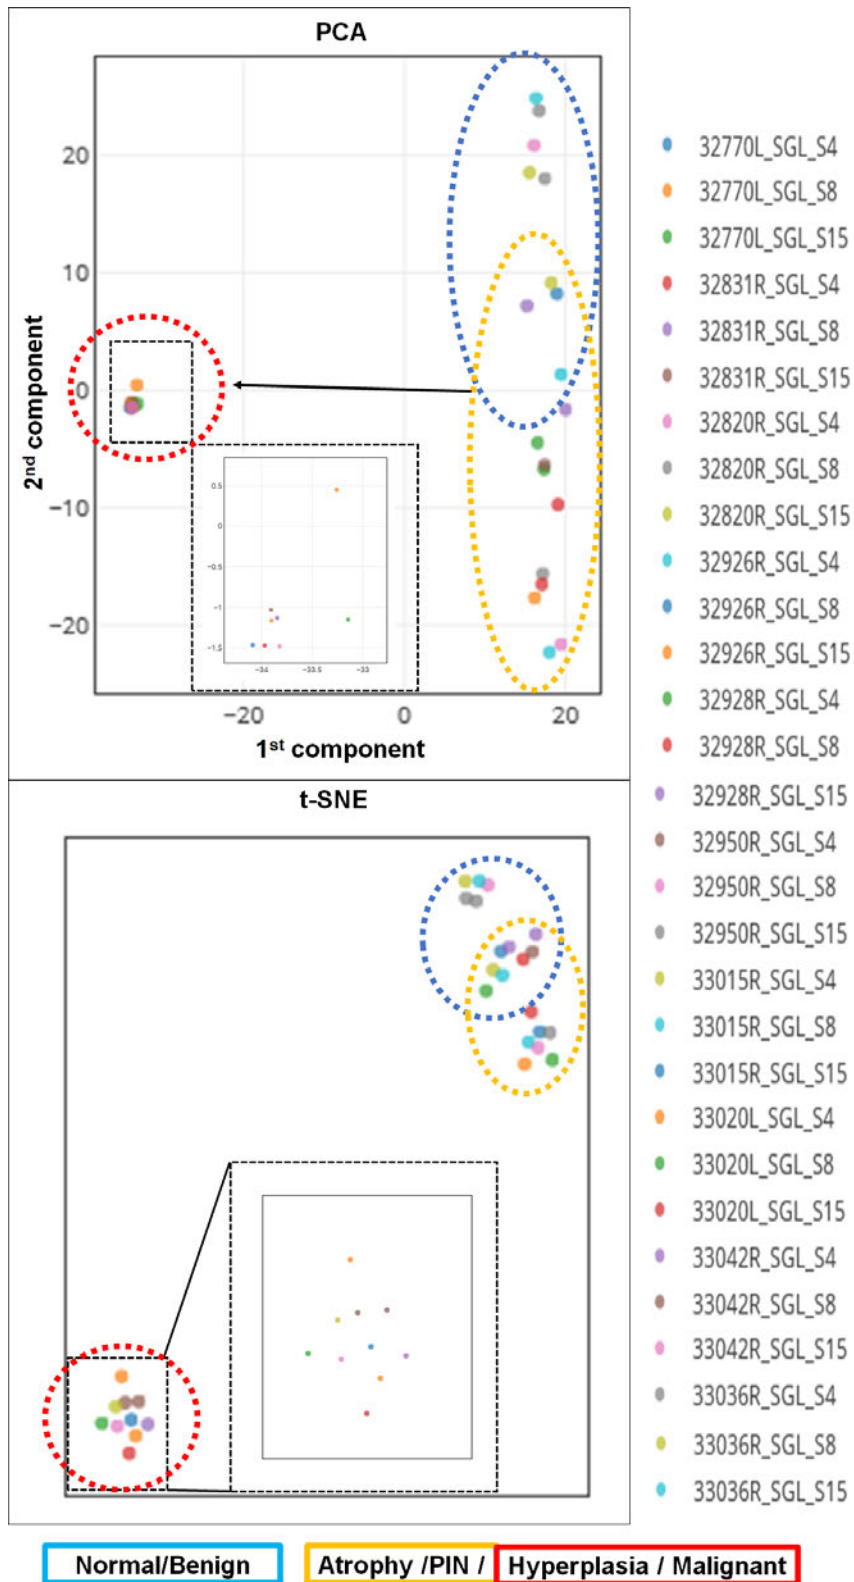 PCA
20
10
0
−10
−20
2nd component
0.5
0
−0.5
−1
−1.5
−34
−33.5
−33
−20
0
20
1st component
t-SNE
32770L_SGL_S4
32770L_SGL_S8
32770L_SGL_S15
32831R_SGL_S4
32831R_SGL_S8
32831R_SGL_S15
32820R_SGL_S4
32820R_SGL_S8
32820R_SGL_S15
32926R_SGL_S4
32926R_SGL_S8
32926R_SGL_S15
32928R_SGL_S4
32928R_SGL_S8
32928R_SGL_S15
32950R_SGL_S4
32950R_SGL_S8
32950R_SGL_S15
33015R_SGL_S4
33015R_SGL_S8
33015R_SGL_S15
33020L_SGL_S4
33020L_SGL_S8
33020L_SGL_S15
33042R_SGL_S4
33042R_SGL_S8
33042R_SGL_S15
33036R_SGL_S4
33036R_SGL_S8
33036R_SGL_S15
Normal/Benign
Atrophy /PIN /
Hyperplasia / Malignant